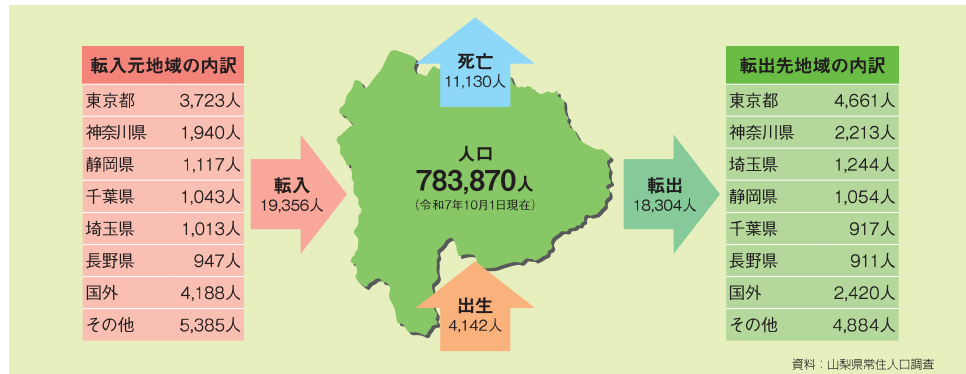 転入元地域の内訳
東京都 3,723人
神奈川県 1,940人
静岡県 1,117人
千葉県 1,043人
埼玉県 1,013人
長野県 947人
国外 4,188人
その他 5,385人
転入
19,356人
死亡
11,130人
人口
783,870人
（令和7年10月1日現在）
出生
4,142人
転出
18,304人
転出先地域の内訳
東京都 4,661人
神奈川県 2,213人
埼玉県 1,244人
静岡県 1,054人
千葉県 917人
長野県 911人
国外 2,420人
その他 4,884人
資料：山梨県常住人口調査